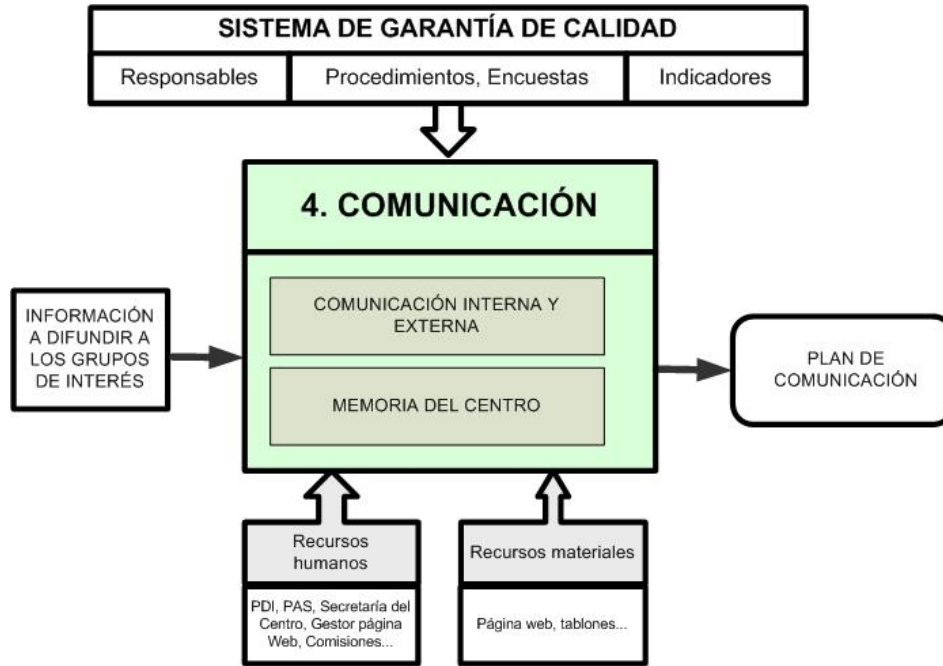 SISTEMA DE GARANTÍA DE CALIDAD
Responsables
Procedimientos, Encuestas
Indicadores
4. COMUNICACIÓN
INFORMACIÓN
A DIFUNDIR A
LOS GRUPOS
DE INTERÉS
COMUNICACIÓN INTERNA Y
EXTERNA
MEMORIA DEL CENTRO
PLAN DE
COMUNICACIÓN
Recursos
humanos
PDI, PAS, Secretaría del
Centro, Gestor página
Web, Comisiones...
Recursos materiales
Página web, tablones...